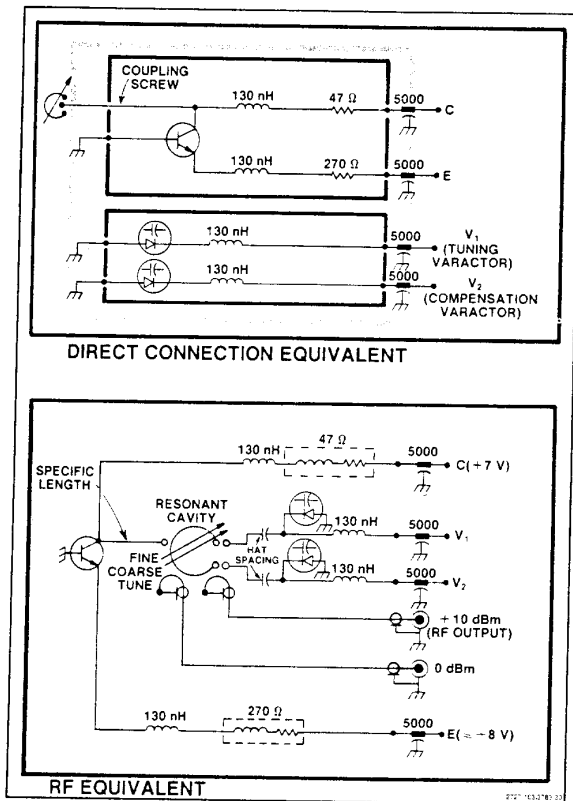 COUPLING
SCREW
130 nH
47 Ω
5000
C
130 nH
270 Ω
5000
E
130 nH
5000
V₁
(TUNING
VARACTOR)
130 nH
5000
V₂
(COMPENSATION
VARACTOR)
DIRECT CONNECTION EQUIVALENT
130 nH
47 Ω
5000
C(+7 V)
SPECIFIC
LENGTH
RESONANT
CAVITY
FINE
COARSE
TUNE
HAT
SPACING
130 nH
5000
V₁
130 nH
5000
V₂
+10 dBm
(RF OUTPUT)
0 dBm
130 nH
270 Ω
5000
E(≈ −8 V)
RF EQUIVALENT